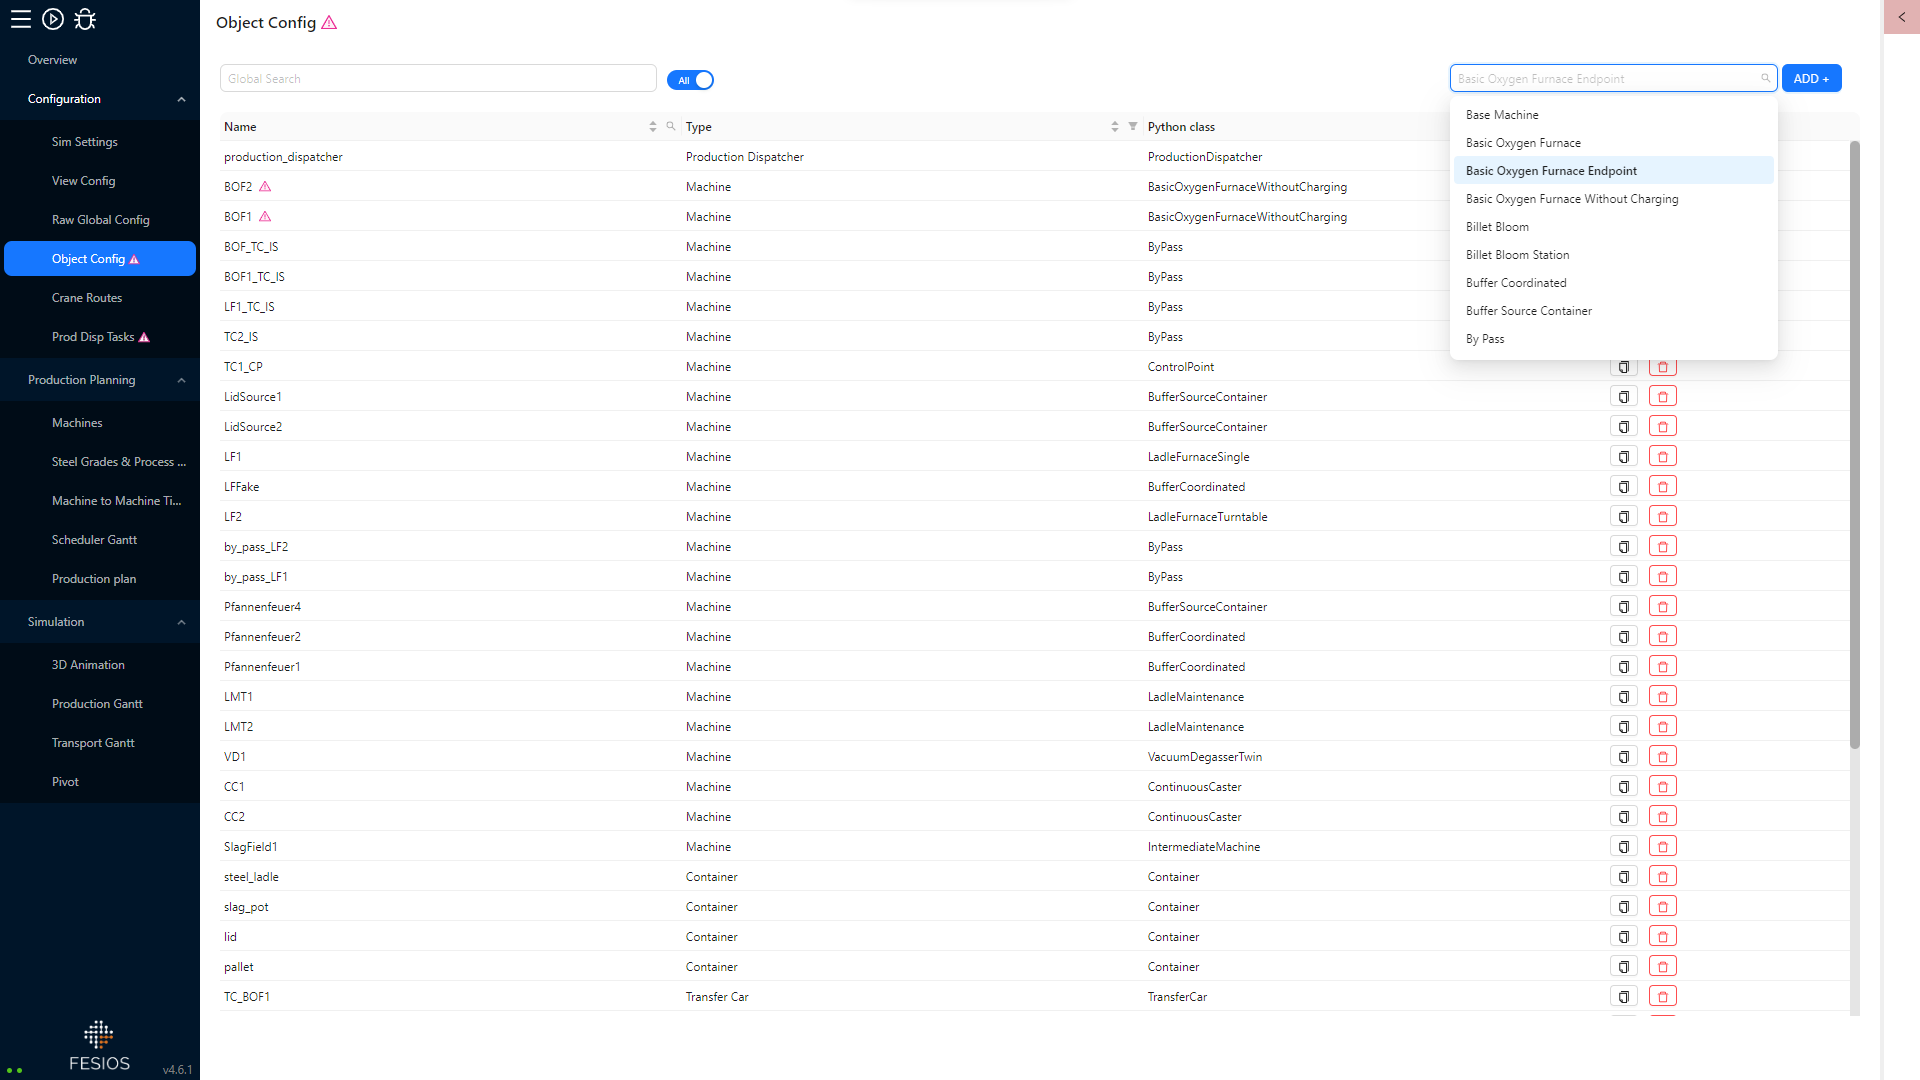 Object Config
Overview
Configuration
Sim Settings
View Config
Raw Global Config
Object Config
Crane Routes
Prod Disp Tasks
Production Planning
Machines
Steel Grades & Process ...
Machine to Machine Ti...
Scheduler Gantt
Production plan
Simulation
3D Animation
Production Gantt
Transport Gantt
Pivot
FESIOS
v4.6.1
Global Search
All
Basic Oxygen Furnace Endpoint
ADD +
Base Machine
Basic Oxygen Furnace
Basic Oxygen Furnace Endpoint
Basic Oxygen Furnace Without Charging
Billet Bloom
Billet Bloom Station
Buffer Coordinated
Buffer Source Container
By Pass
Name Type Python class
production_dispatcher Production Dispatcher ProductionDispatcher
BOF2 Machine BasicOxygenFurnaceWithoutCharging
BOF1 Machine BasicOxygenFurnaceWithoutCharging
BOF_TC_IS Machine ByPass
BOF1_TC_IS Machine ByPass
LF1_TC_IS Machine ByPass
TC2_IS Machine ByPass
TC1_CP Machine ControlPoint
LidSource1 Machine BufferSourceContainer
LidSource2 Machine BufferSourceContainer
LF1 Machine LadleFurnaceSingle
LFFake Machine BufferCoordinated
LF2 Machine LadleFurnaceTurntable
by_pass_LF2 Machine ByPass
by_pass_LF1 Machine ByPass
Pfannenfeuer4 Machine BufferSourceContainer
Pfannenfeuer2 Machine BufferCoordinated
Pfannenfeuer1 Machine BufferCoordinated
LMT1 Machine LadleMaintenance
LMT2 Machine LadleMaintenance
VD1 Machine VacuumDegasserTwin
CC1 Machine ContinuousCaster
CC2 Machine ContinuousCaster
SlagField1 Machine IntermediateMachine
steel_ladle Container Container
slag_pot Container Container
lid Container Container
pallet Container Container
TC_BOF1 Transfer Car TransferCar